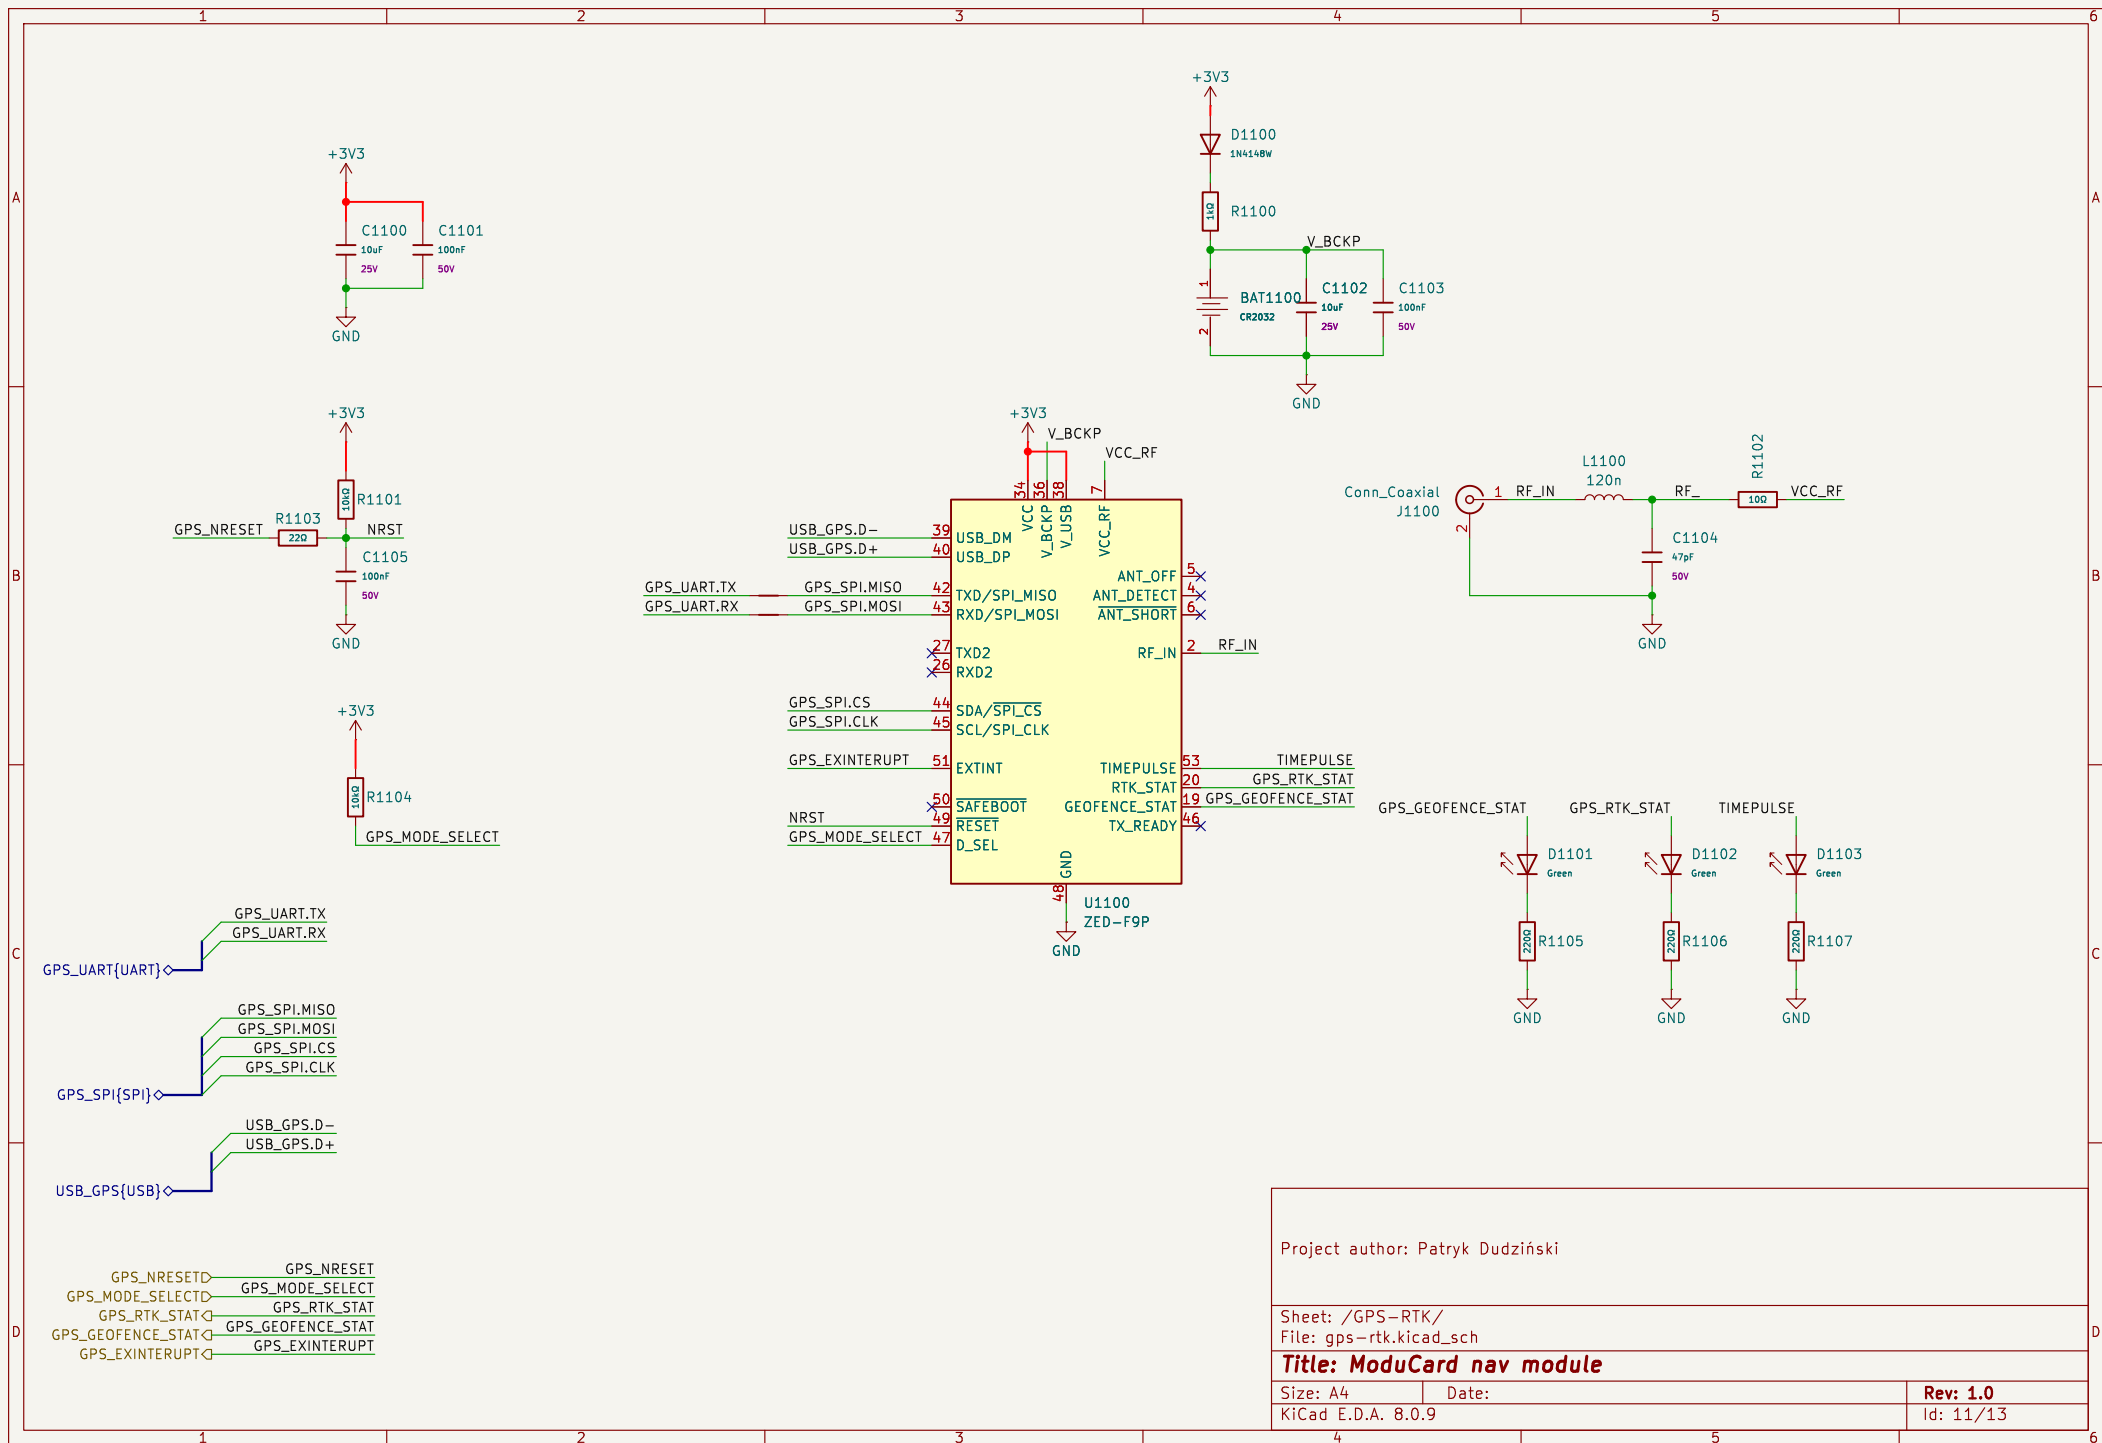 1 2 3 4 5 6
A
B
C
D
A
B
C
D
+3V3
C1100
10uF
25V
C1101
100nF
50V
GND
+3V3
D1100
1N4148W
1kΩ
R1100
V_BCKP
1
2
BAT1100
CR2032
C1102
10uF
25V
C1103
100nF
50V
GND
+3V3
10kΩ
R1101
GPS_NRESET
R1103
22Ω
NRST
C1105
100nF
50V
GND
+3V3
10kΩ
R1104
GPS_MODE_SELECT
+3V3
V_BCKP
VCC_RF
34
36
38
7
VCC
V_BCKP
V_USB
VCC_RF
USB_GPS.D-
39
USB_DM
USB_GPS.D+
40
USB_DP
GPS_UART.TX
GPS_SPI.MISO
42
TXD/SPI_MISO
GPS_UART.RX
GPS_SPI.MOSI
43
RXD/SPI_MOSI
27
TXD2
26
RXD2
GPS_SPI.CS
44
SDA/SPI_CS
GPS_SPI.CLK
45
SCL/SPI_CLK
GPS_EXINTERUPT
51
EXTINT
50
SAFEBOOT
NRST
49
RESET
GPS_MODE_SELECT
47
D_SEL
ANT_OFF
5
ANT_DETECT
4
ANT_SHORT
6
RF_IN
2
RF_IN
TIMEPULSE
53
TIMEPULSE
RTK_STAT
20
GPS_RTK_STAT
GEOFENCE_STAT
19
GPS_GEOFENCE_STAT
TX_READY
46
GND
48
U1100
ZED-F9P
GND
Conn_Coaxial
J1100
1
2
RF_IN
L1100
120n
RF_
R1102
10Ω
VCC_RF
C1104
47pF
50V
GND
GPS_GEOFENCE_STAT
D1101
Green
220Ω
R1105
GND
GPS_RTK_STAT
D1102
Green
220Ω
R1106
GND
TIMEPULSE
D1103
Green
220Ω
R1107
GND
GPS_UART.TX
GPS_UART.RX
GPS_UART{UART}
GPS_SPI.MISO
GPS_SPI.MOSI
GPS_SPI.CS
GPS_SPI.CLK
GPS_SPI{SPI}
USB_GPS.D-
USB_GPS.D+
USB_GPS{USB}
GPS_NRESET GPS_NRESET
GPS_MODE_SELECT GPS_MODE_SELECT
GPS_RTK_STAT GPS_RTK_STAT
GPS_GEOFENCE_STAT GPS_GEOFENCE_STAT
GPS_EXINTERUPT GPS_EXINTERUPT
Project author: Patryk Dudziński
Sheet: /GPS-RTK/
File: gps-rtk.kicad_sch
Title: ModuCard nav module
Size: A4 Date: Rev: 1.0
KiCad E.D.A. 8.0.9 Id: 11/13
1 2 3 4 5 6